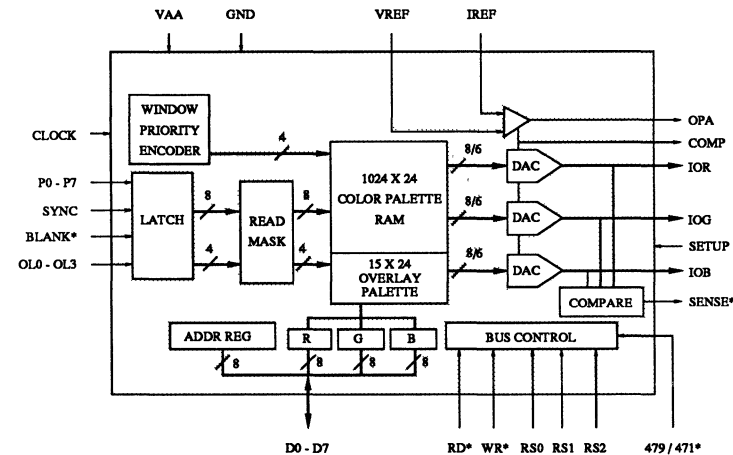 VAA GND VREF IREF
WINDOW
PRIORITY
ENCODER
OPA
CLOCK
4
COMP
8/6
DAC
IOR
P0 - P7
1024 X 24
COLOR PALETTE
RAM
LATCH
8
READ
MASK
8
8/6
DAC
IOG
SYNC
BLANK*
SETUP
4
4
8/6
OL0 - OL3
15 X 24
OVERLAY
PALETTE
DAC
IOB
COMPARE
SENSE*
ADDR REG
R
G
B
BUS CONTROL
8
8
8
8
D0 - D7
RD* WR* RS0 RS1 RS2
479 / 471*